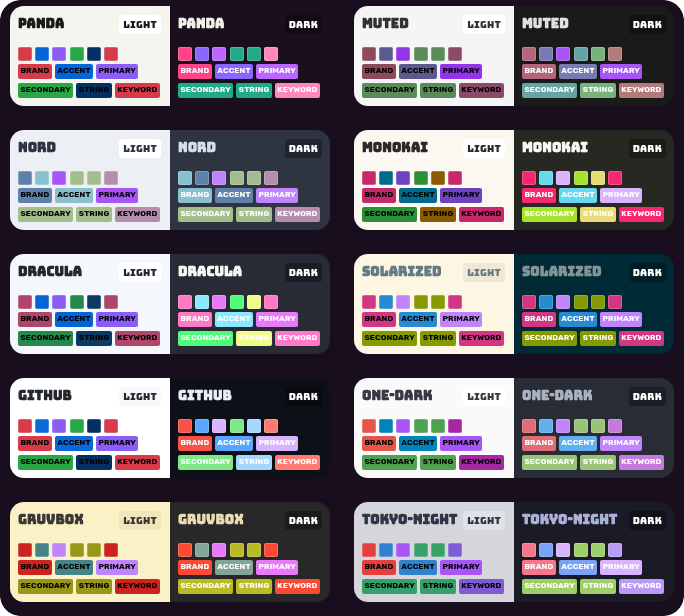 PANDA LIGHT
BRAND ACCENT PRIMARY
SECONDARY STRING KEYWORD
PANDA DARK
BRAND ACCENT PRIMARY
SECONDARY STRING KEYWORD
MUTED LIGHT
BRAND ACCENT PRIMARY
SECONDARY STRING KEYWORD
MUTED DARK
BRAND ACCENT PRIMARY
SECONDARY STRING KEYWORD
NORD LIGHT
BRAND ACCENT PRIMARY
SECONDARY STRING KEYWORD
NORD DARK
BRAND ACCENT PRIMARY
SECONDARY STRING KEYWORD
MONOKAI LIGHT
BRAND ACCENT PRIMARY
SECONDARY STRING KEYWORD
MONOKAI DARK
BRAND ACCENT PRIMARY
SECONDARY STRING KEYWORD
DRACULA LIGHT
BRAND ACCENT PRIMARY
SECONDARY STRING KEYWORD
DRACULA DARK
BRAND ACCENT PRIMARY
SECONDARY STRING KEYWORD
SOLARIZED LIGHT
BRAND ACCENT PRIMARY
SECONDARY STRING KEYWORD
SOLARIZED DARK
BRAND ACCENT PRIMARY
SECONDARY STRING KEYWORD
GITHUB LIGHT
BRAND ACCENT PRIMARY
SECONDARY STRING KEYWORD
GITHUB DARK
BRAND ACCENT PRIMARY
SECONDARY STRING KEYWORD
ONE-DARK LIGHT
BRAND ACCENT PRIMARY
SECONDARY STRING KEYWORD
ONE-DARK DARK
BRAND ACCENT PRIMARY
SECONDARY STRING KEYWORD
GRUVBOX LIGHT
BRAND ACCENT PRIMARY
SECONDARY STRING KEYWORD
GRUVBOX DARK
BRAND ACCENT PRIMARY
SECONDARY STRING KEYWORD
TOKYO-NIGHT LIGHT
BRAND ACCENT PRIMARY
SECONDARY STRING KEYWORD
TOKYO-NIGHT DARK
BRAND ACCENT PRIMARY
SECONDARY STRING KEYWORD